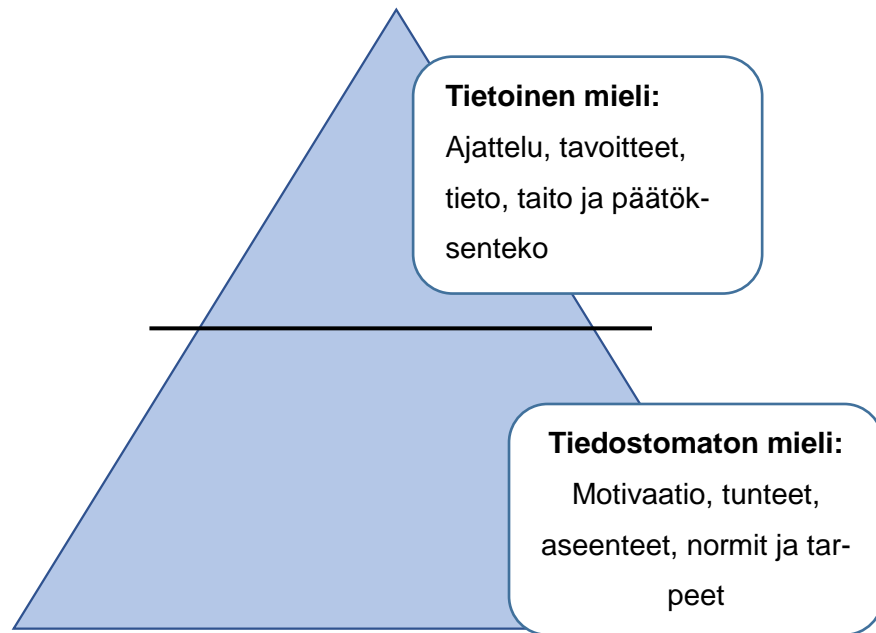 Tietoinen mieli:
Ajattelu, tavoitteet,
tieto, taito ja päätök-
senteko
Tiedostomaton mieli:
Motivaatio, tunteet,
aseenteet, normit ja tar-
peet